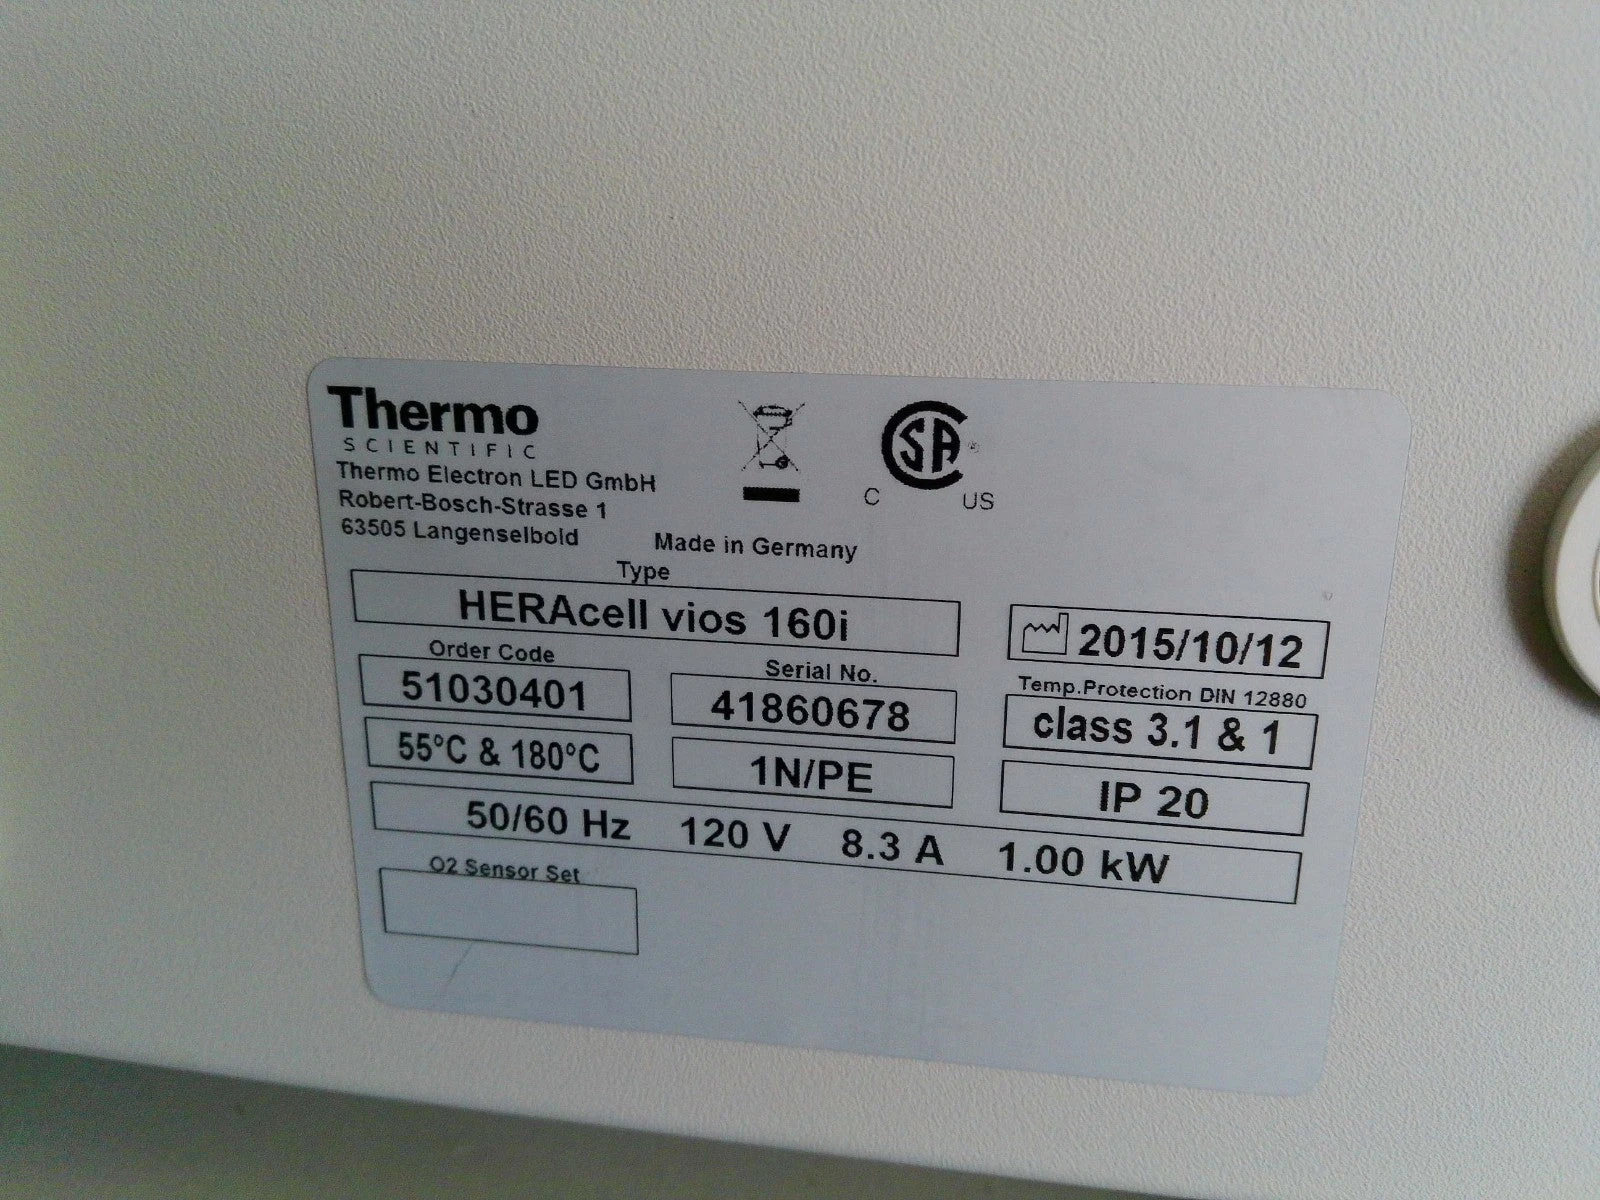 Thermo
SCIENTIFIC
Thermo Electron LED GmbH
Robert-Bosch-Strasse 1
63505 Langenselbold
Made in Germany
SA
C US
Type
HERAcell vios 160i
2015/10/12
Order Code
51030401
Serial No.
41860678
Temp.Protection DIN 12880
class 3.1 & 1
55°C & 180°C
1N/PE
IP 20
50/60 Hz 120 V 8.3 A 1.00 kW
O2 Sensor Set